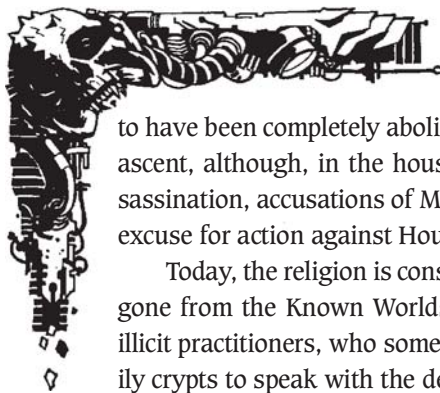 to have been completely aboli
ascent, although, in the hous
sassination, accusations of M
excuse for action against Hou
Today, the religion is cons
gone from the Known World.
illicit practitioners, who some
ily crypts to speak with the de